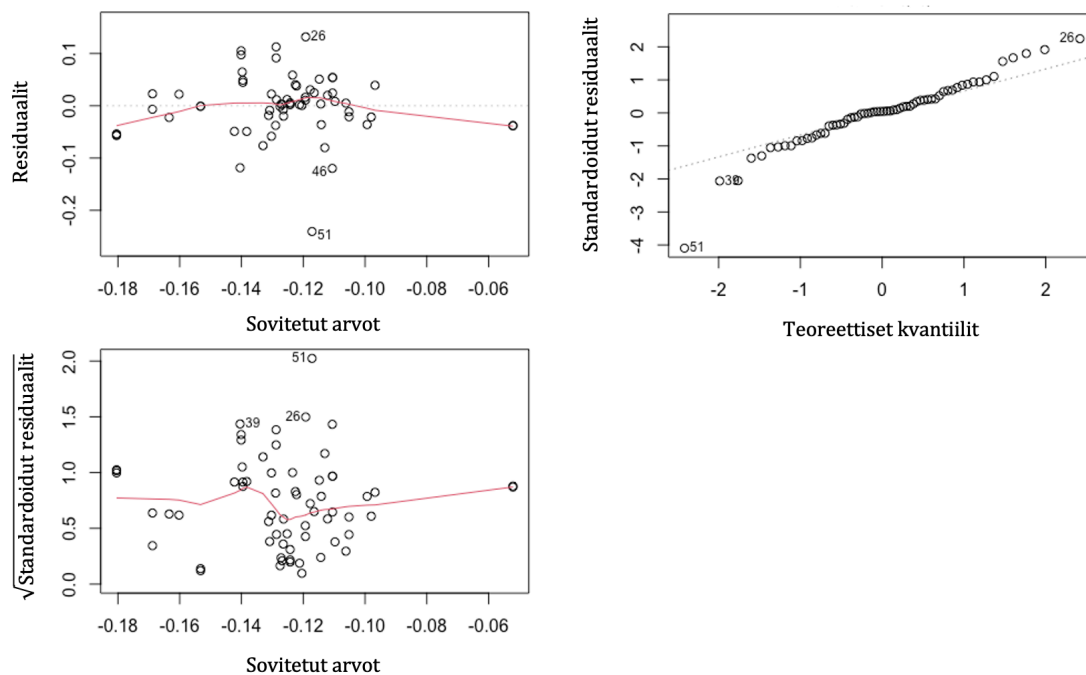 Residuaalit
0.1
0.0
-0.1
-0.2
26
46
51
-0.18 -0.16 -0.14 -0.12 -0.10 -0.08 -0.06
Sovitetut arvot
Standardoidut residuaalit
2
1
0
-1
-2
-3
-4
26
39
51
-2 -1 0 1 2
Teoreettiset kvantiilit
√Standardoidut residuaalit
2.0
1.5
1.0
0.5
0.0
51
39
26
-0.18 -0.16 -0.14 -0.12 -0.10 -0.08 -0.06
Sovitetut arvot